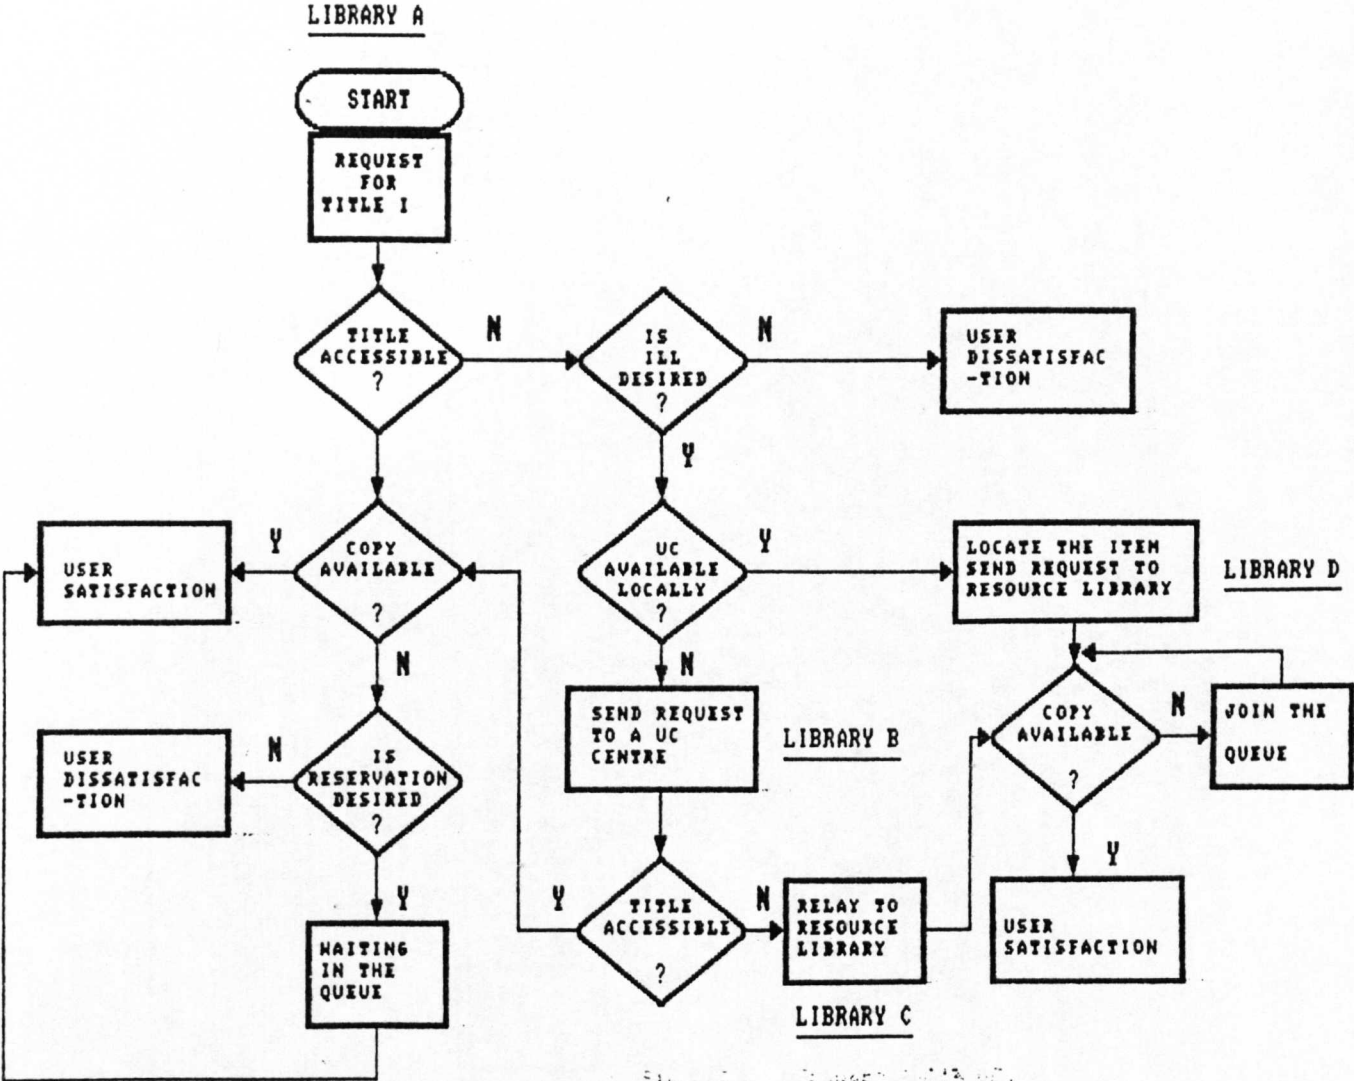 LIBRARY A
START
REQUEST
FOR
TITLE I
TITLE
ACCESSIBLE
?
N
IS
ILL
DESIRED
?
N
USER
DISSATISFAC
-TION
Y
USER
SATISFACTION
Y
COPY
AVAILABLE
?
UC
AVAILABLE
LOCALLY
?
Y
LOCATE THE ITEM
SEND REQUEST TO
RESOURCE LIBRARY
LIBRARY D
N
N
USER
DISSATISFAC
-TION
N
IS
RESERVATION
DESIRED
?
SEND REQUEST
TO A UC
CENTRE
LIBRARY B
COPY
AVAILABLE
?
N
JOIN THE
QUEUE
Y
Y
WAITING
IN THE
QUEUE
Y
TITLE
ACCESSIBLE
?
N
RELAY TO
RESOURCE
LIBRARY
LIBRARY C
USER
SATISFACTION